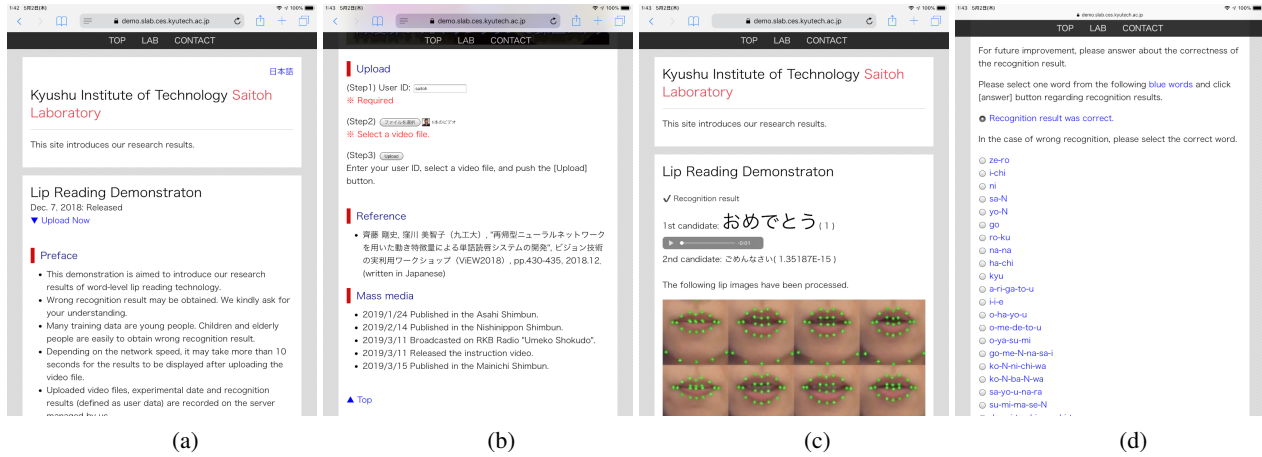 1:42 5月2日(木)
100%
demo.slab.ces.kyutech.ac.jp
TOP LAB CONTACT
日本語
Kyushu Institute of Technology Saitoh
Laboratory
This site introduces our research results.
Lip Reading Demonstraton
Dec. 7, 2018: Released
▼ Upload Now
Preface
• This demonstration is aimed to introduce our research
results of word-level lip reading technology.
• Wrong recognition result may be obtained. We kindly ask for
your understanding.
• Many training data are young people. Children and elderly
people are easily to obtain wrong recognition result.
• Depending on the network speed, it may take more than 10
seconds for the results to be displayed after uploading the
video file.
• Uploaded video files, experimental date and recognition
results (defined as user data) are recorded on the server
managed by us.
(a)
1:43 5月2日(木)
100%
demo.slab.ces.kyutech.ac.jp
TOP LAB CONTACT
Upload
(Step1) User ID: saitoh
※ Required
(Step2) ファイルを選択 1本のビデオ
※ Select a video file.
(Step3) Upload
Enter your user ID, select a video file, and push the [Upload]
button.
Reference
• 齊藤 剛史, 窪川 美智子（九工大）, "再帰型ニューラルネットワーク
を用いた動き特徴量による単語読唇システムの開発", ビジョン技術
の実利用ワークショップ（ViEW2018）, pp.430-435, 2018.12.
(written in Japanese)
Mass media
• 2019/1/24 Published in the Asahi Shimbun.
• 2019/2/14 Published in the Nishinippon Shimbun.
• 2019/3/11 Broadcasted on RKB Radio "Umeko Shokudo".
• 2019/3/11 Released the instruction video.
• 2019/3/15 Published in the Mainichi Shimbun.
▲ Top
(b)
1:43 5月2日(木)
100%
demo.slab.ces.kyutech.ac.jp
TOP LAB CONTACT
Kyushu Institute of Technology Saitoh
Laboratory
This site introduces our research results.
Lip Reading Demonstraton
✓ Recognition result
1st candidate: おめでとう ( 1 )
-0:01
2nd candidate: ごめんなさい( 1.35187E-15 )
The following lip images have been processed.
(c)
1:43 5月2日(木)
100%
demo.slab.ces.kyutech.ac.jp
TOP LAB CONTACT
For future improvement, please answer about the correctness of
the recognition result.
Please select one word from the following blue words and click
[answer] button regarding recognition results.
Recognition result was correct.
In the case of wrong recognition, please select the correct word.
ze-ro
i-chi
ni
sa-N
yo-N
go
ro-ku
na-na
ha-chi
kyu
a-ri-ga-to-u
i-i-e
o-ha-yo-u
o-me-de-to-u
o-ya-su-mi
go-me-N-na-sa-i
ko-N-ni-chi-wa
ko-N-ba-N-wa
sa-yo-u-na-ra
su-mi-ma-se-N
(d)